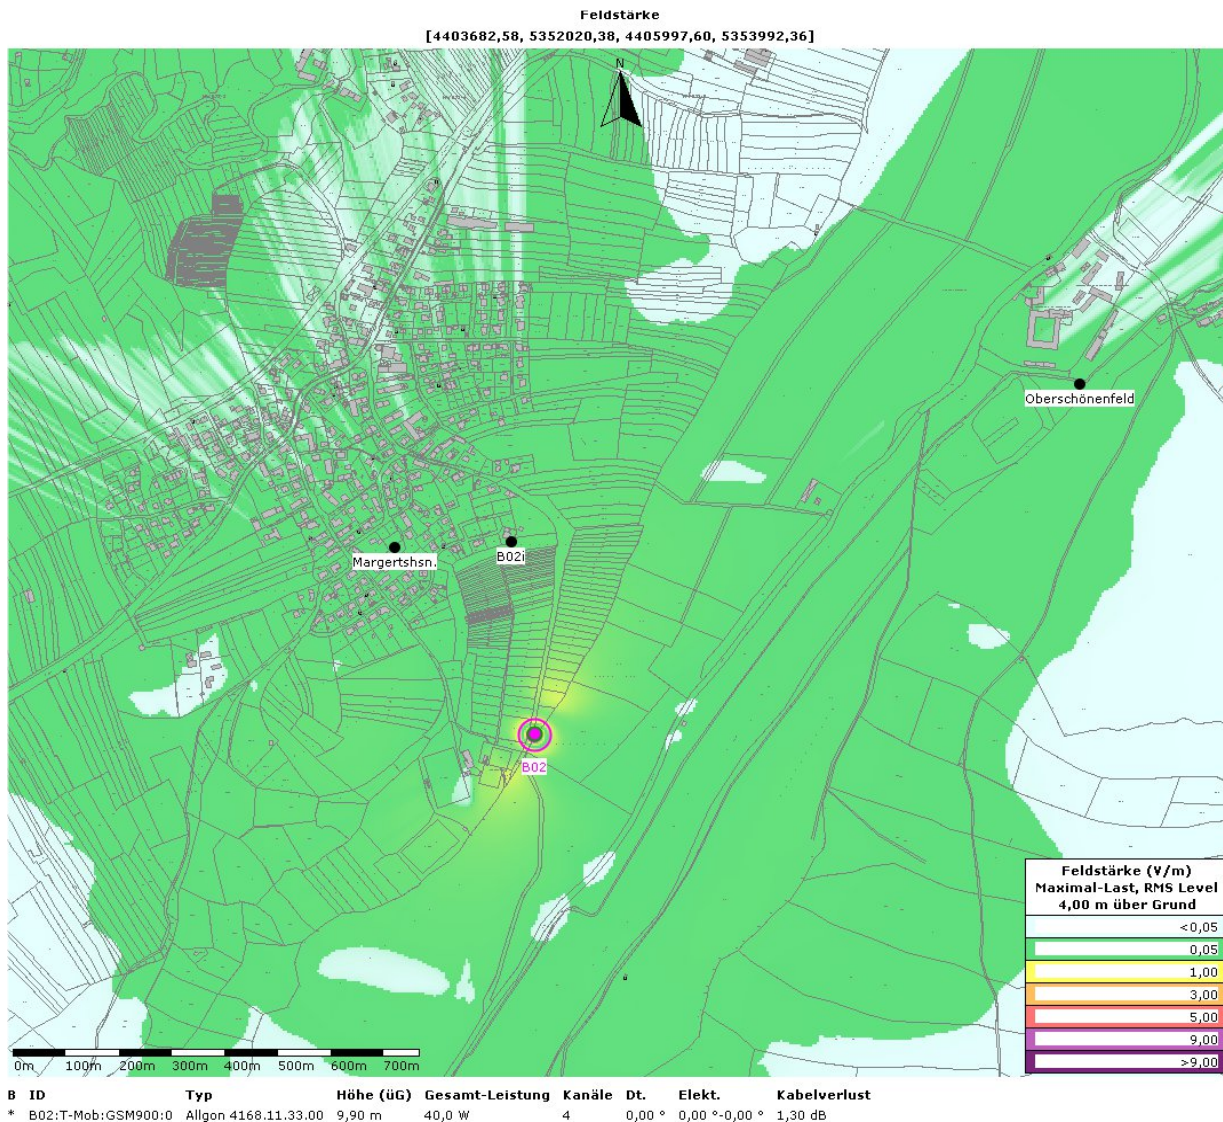 Feldstärke
[4403682,58, 5352020,38, 4405997,60, 5353992,36]
N
Oberschönenfeld
Margertshsn.
B02i
B02
Feldstärke (V/m)
Maximal-Last, RMS Level
4,00 m über Grund
<0,05
0,05
1,00
3,00
5,00
9,00
>9,00
0m 100m 200m 300m 400m 500m 600m 700m
B ID Typ Höhe (üG) Gesamt-Leistung Kanäle Dt. Elekt. Kabelverlust
* B02:T-Mob:GSM900:0 Allgon 4168.11.33.00 9,90 m 40,0 W 4 0,00 ° 0,00 °-0,00 ° 1,30 dB